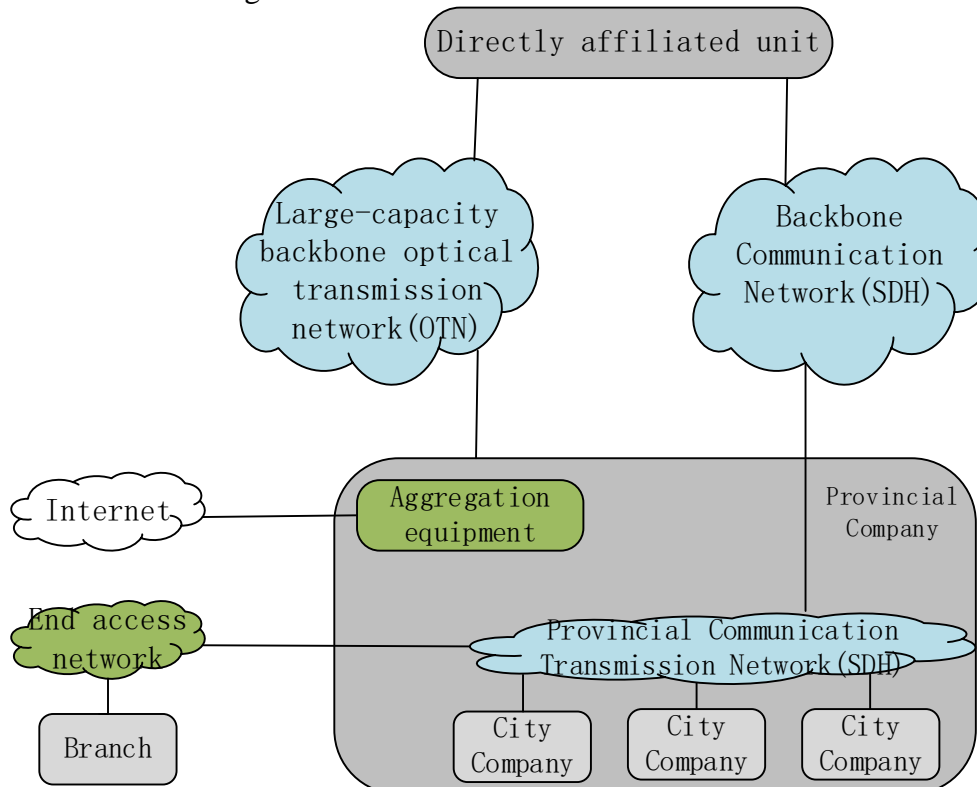 Directly affiliated unit
Large-capacity
backbone optical
transmission
network(OTN)
Backbone
Communication
Network(SDH)
Internet
Aggregation
equipment
Provincial
Company
End access
network
Provincial Communication
Transmission Network(SDH)
Branch
City
Company
City
Company
City
Company